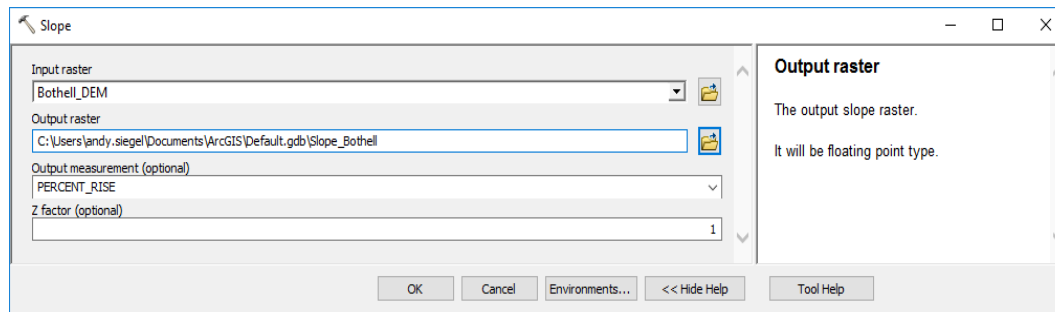 Slope
Input raster
Bothell_DEM
Output raster
C:\Users\andy.siegel\Documents\ArcGIS\Default.gdb\Slope_Bothell
Output measurement (optional)
PERCENT_RISE
Z factor (optional)
1
Output raster
The output slope raster.
It will be floating point type.
OK
Cancel
Environments...
<< Hide Help
Tool Help